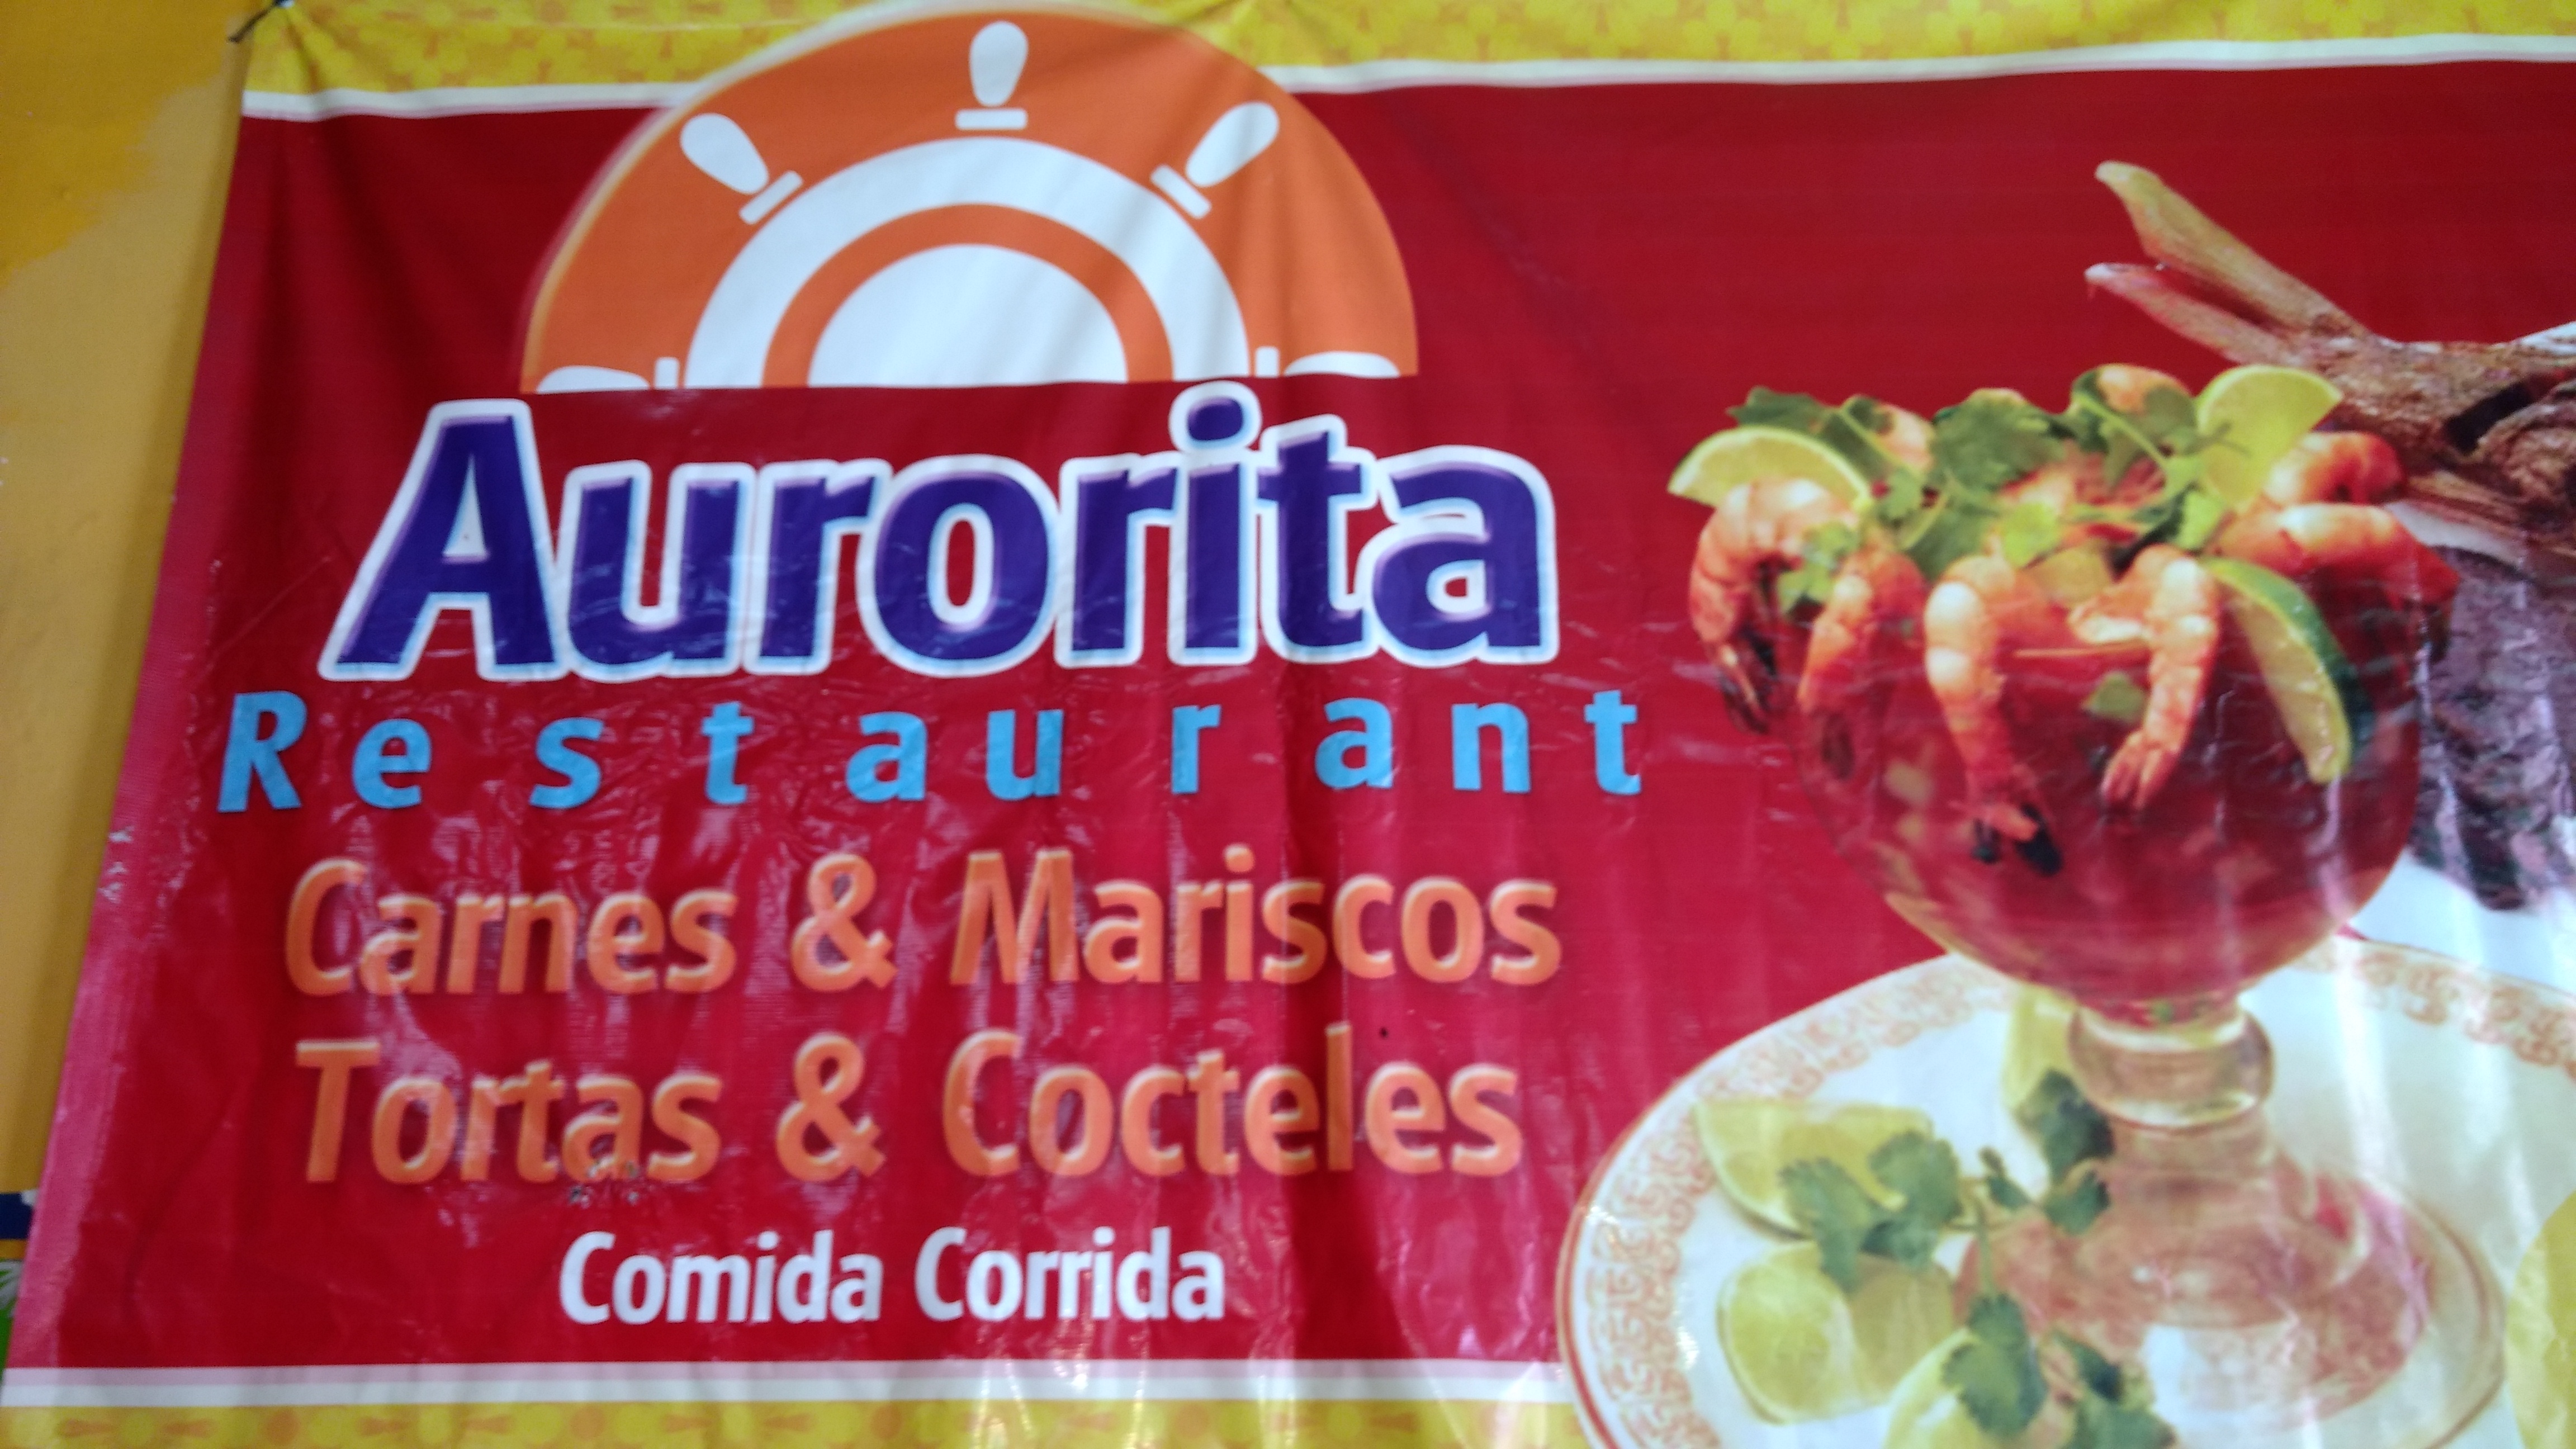 Aurorita
Restaurant
Carnes & Mariscos
Tortas & Cocteles
Comida Corrida